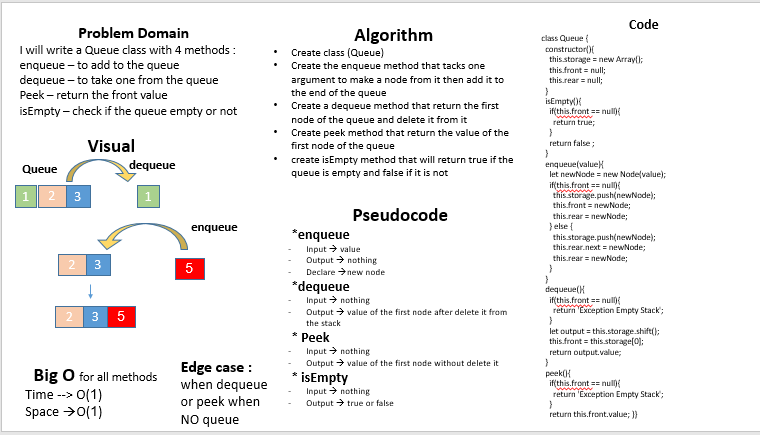 Problem Domain
I will write a Queue class with 4 methods :
enqueue – to add to the queue
dequeue – to take one from the queue
Peek – return the front value
isEmpty – check if the queue empty or not
Visual
Queue
dequeue
1 2 3
1
enqueue
2 3
5
2 3 5
Big O for all methods
Time --> O(1)
Space → O(1)
Edge case :
when dequeue
or peek when
NO queue
Algorithm
• Create class (Queue)
• Create the enqueue method that tacks one
argument to make a node from it then add it to
the end of the queue
• Create a dequeue method that return the first
node of the queue and delete it from it
• Create peek method that return the value of the
first node of the queue
• create isEmpty method that will return true if the
queue is empty and false if it is not
Pseudocode
*enqueue
- Input → value
- Output → nothing
- Declare → new node
*dequeue
- Input → nothing
- Output → value of the first node after delete it from
the stack
* Peek
- Input → nothing
- Output → value of the first node without delete it
* isEmpty
- Input → nothing
- Output → true or false
Code
class Queue {
constructor(){
this.storage = new Array();
this.front = null;
this.rear = null;
}
isEmpty(){
if(this.front == null){
return true;
}
return false ;
}
enqueue(value){
let newNode = new Node(value);
if(this.front == null){
this.storage.push(newNode);
this.front = newNode;
this.rear = newNode;
} else {
this.storage.push(newNode);
this.rear.next = newNode;
this.rear = newNode;
}
}
dequeue(){
if(this.front == null){
return 'Exception Empty Stack';
}
let output = this.storage.shift();
this.front = this.storage[0];
return output.value;
}
peek(){
if(this.front == null){
return 'Exception Empty Stack';
}
return this.front.value; }}